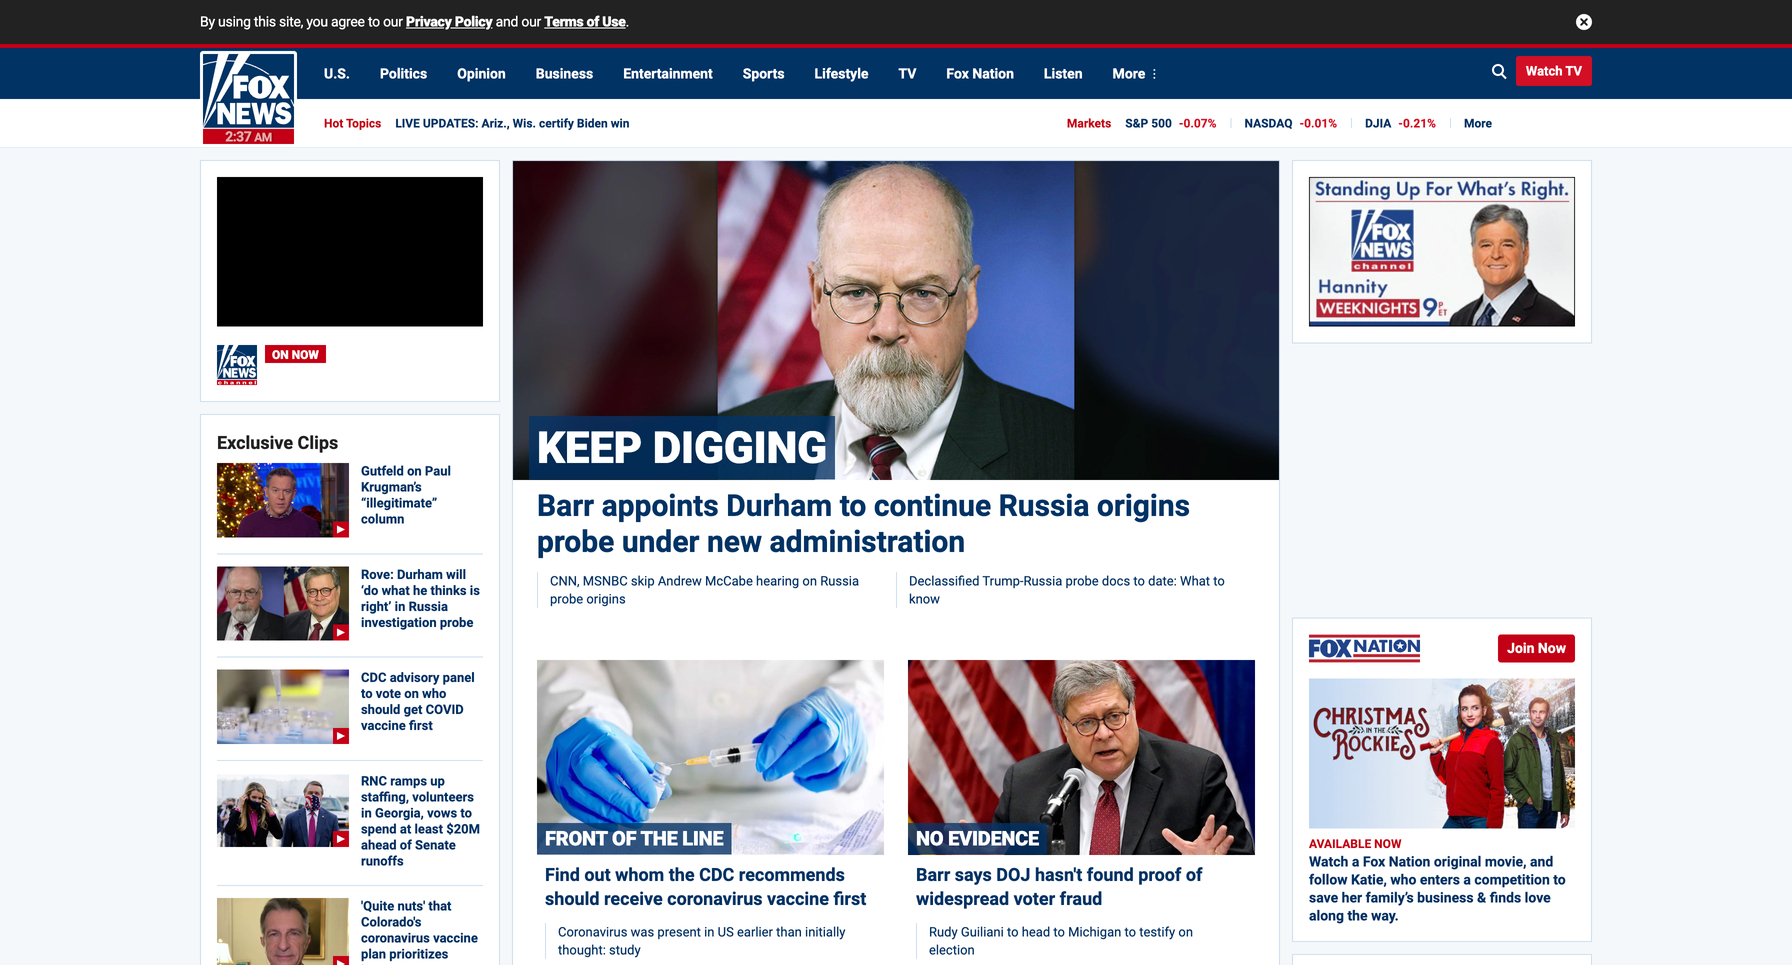 By using this site, you agree to our Privacy Policy and our Terms of Use.
FOX
NEWS
2:37 AM
U.S. Politics Opinion Business Entertainment Sports Lifestyle TV Fox Nation Listen More
Watch TV
Hot Topics LIVE UPDATES: Ariz., Wis. certify Biden win
Markets S&P 500 -0.07% NASDAQ -0.01% DJIA -0.21% More
FOX
NEWS
channel
ON NOW
Exclusive Clips
Gutfeld on Paul
Krugman's
“illegitimate”
column
Rove: Durham will
‘do what he thinks is
right’ in Russia
investigation probe
CDC advisory panel
to vote on who
should get COVID
vaccine first
RNC ramps up
staffing, volunteers
in Georgia, vows to
spend at least $20M
ahead of Senate
runoffs
'Quite nuts' that
Colorado's
coronavirus vaccine
plan prioritizes
KEEP DIGGING
Barr appoints Durham to continue Russia origins
probe under new administration
CNN, MSNBC skip Andrew McCabe hearing on Russia
probe origins
Declassified Trump-Russia probe docs to date: What to
know
FRONT OF THE LINE
Find out whom the CDC recommends
should receive coronavirus vaccine first
Coronavirus was present in US earlier than initially
thought: study
NO EVIDENCE
Barr says DOJ hasn't found proof of
widespread voter fraud
Rudy Guiliani to head to Michigan to testify on
election
Standing Up For What's Right.
FOX
NEWS
channel
Hannity
WEEKNIGHTS 9P
ET
FOX NATION
Join Now
CHRISTMAS
IN THE
ROCKIES
AVAILABLE NOW
Watch a Fox Nation original movie, and
follow Katie, who enters a competition to
save her family's business & finds love
along the way.